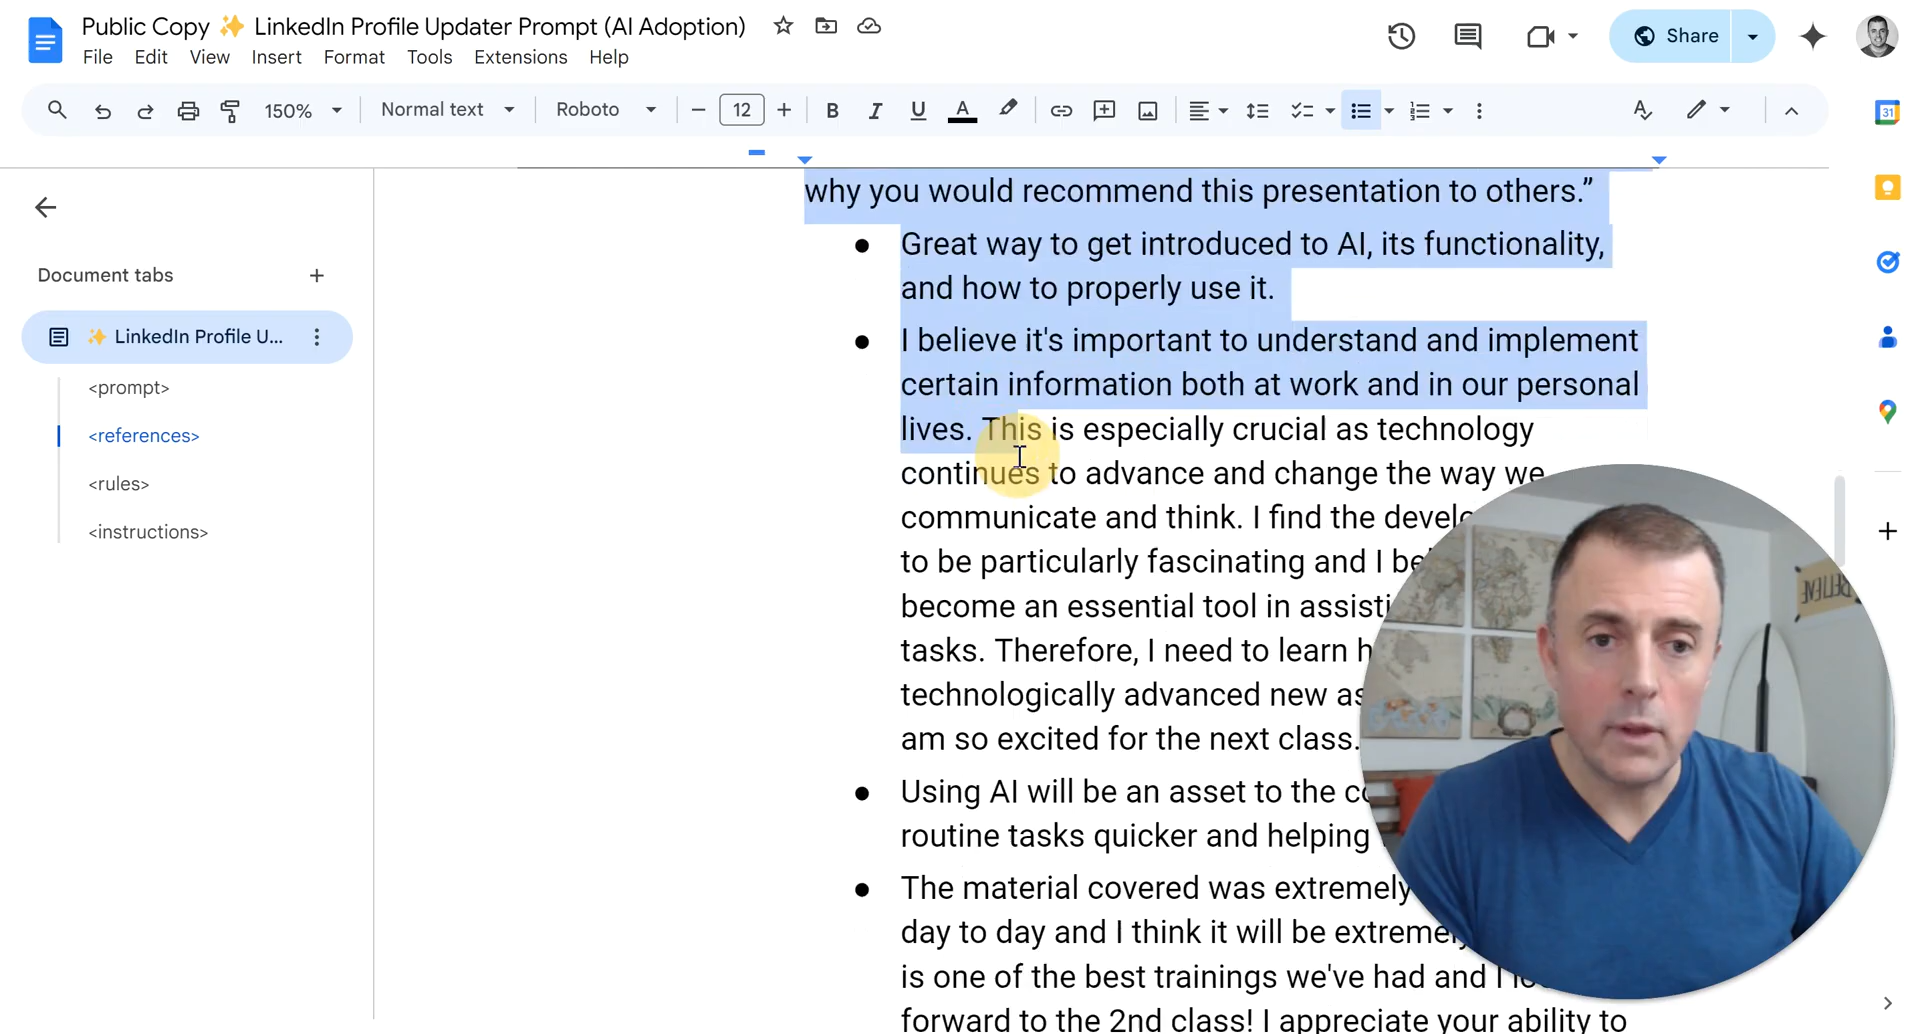 Public Copy ✨ LinkedIn Profile Updater Prompt (AI Adoption)
File Edit View Insert Format Tools Extensions Help
Share
150% Normal text Roboto 12 B I U A
31
Document tabs
✨ LinkedIn Profile U...
<prompt>
<references>
<rules>
<instructions>
why you would recommend this presentation to others.”
● Great way to get introduced to AI, its functionality,
and how to properly use it.
● I believe it's important to understand and implement
certain information both at work and in our personal
lives. This is especially crucial as technology
continues to advance and change the way we
communicate and think. I find the
to be particularly fascinating and I
become an essential tool in
tasks. Therefore, I need to learn
technologically advanced new
am so excited for the next class.
● Using AI will be an asset to the
routine tasks quicker and helping
● The material covered was extremely
day to day and I think it will be extremely
is one of the best trainings we've had and I
forward to the 2nd class! I appreciate your ability to
BELIEVE